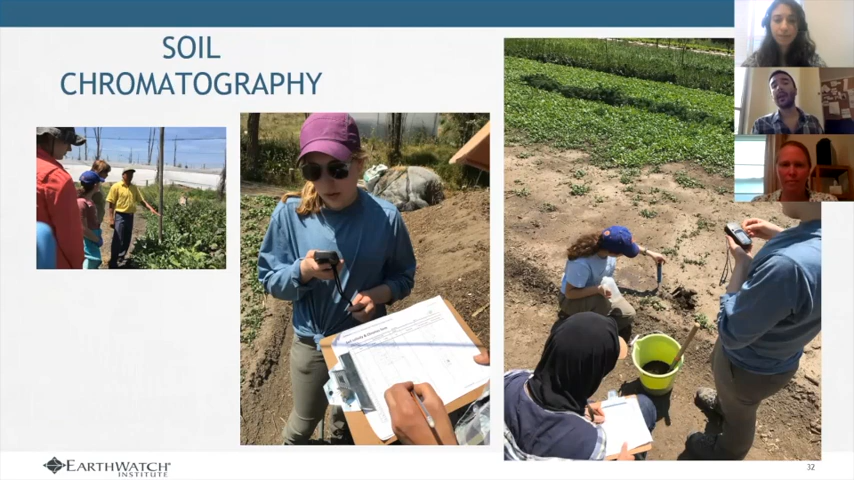 SOIL
CHROMATOGRAPHY
EARTHWATCH®
INSTITUTE
32